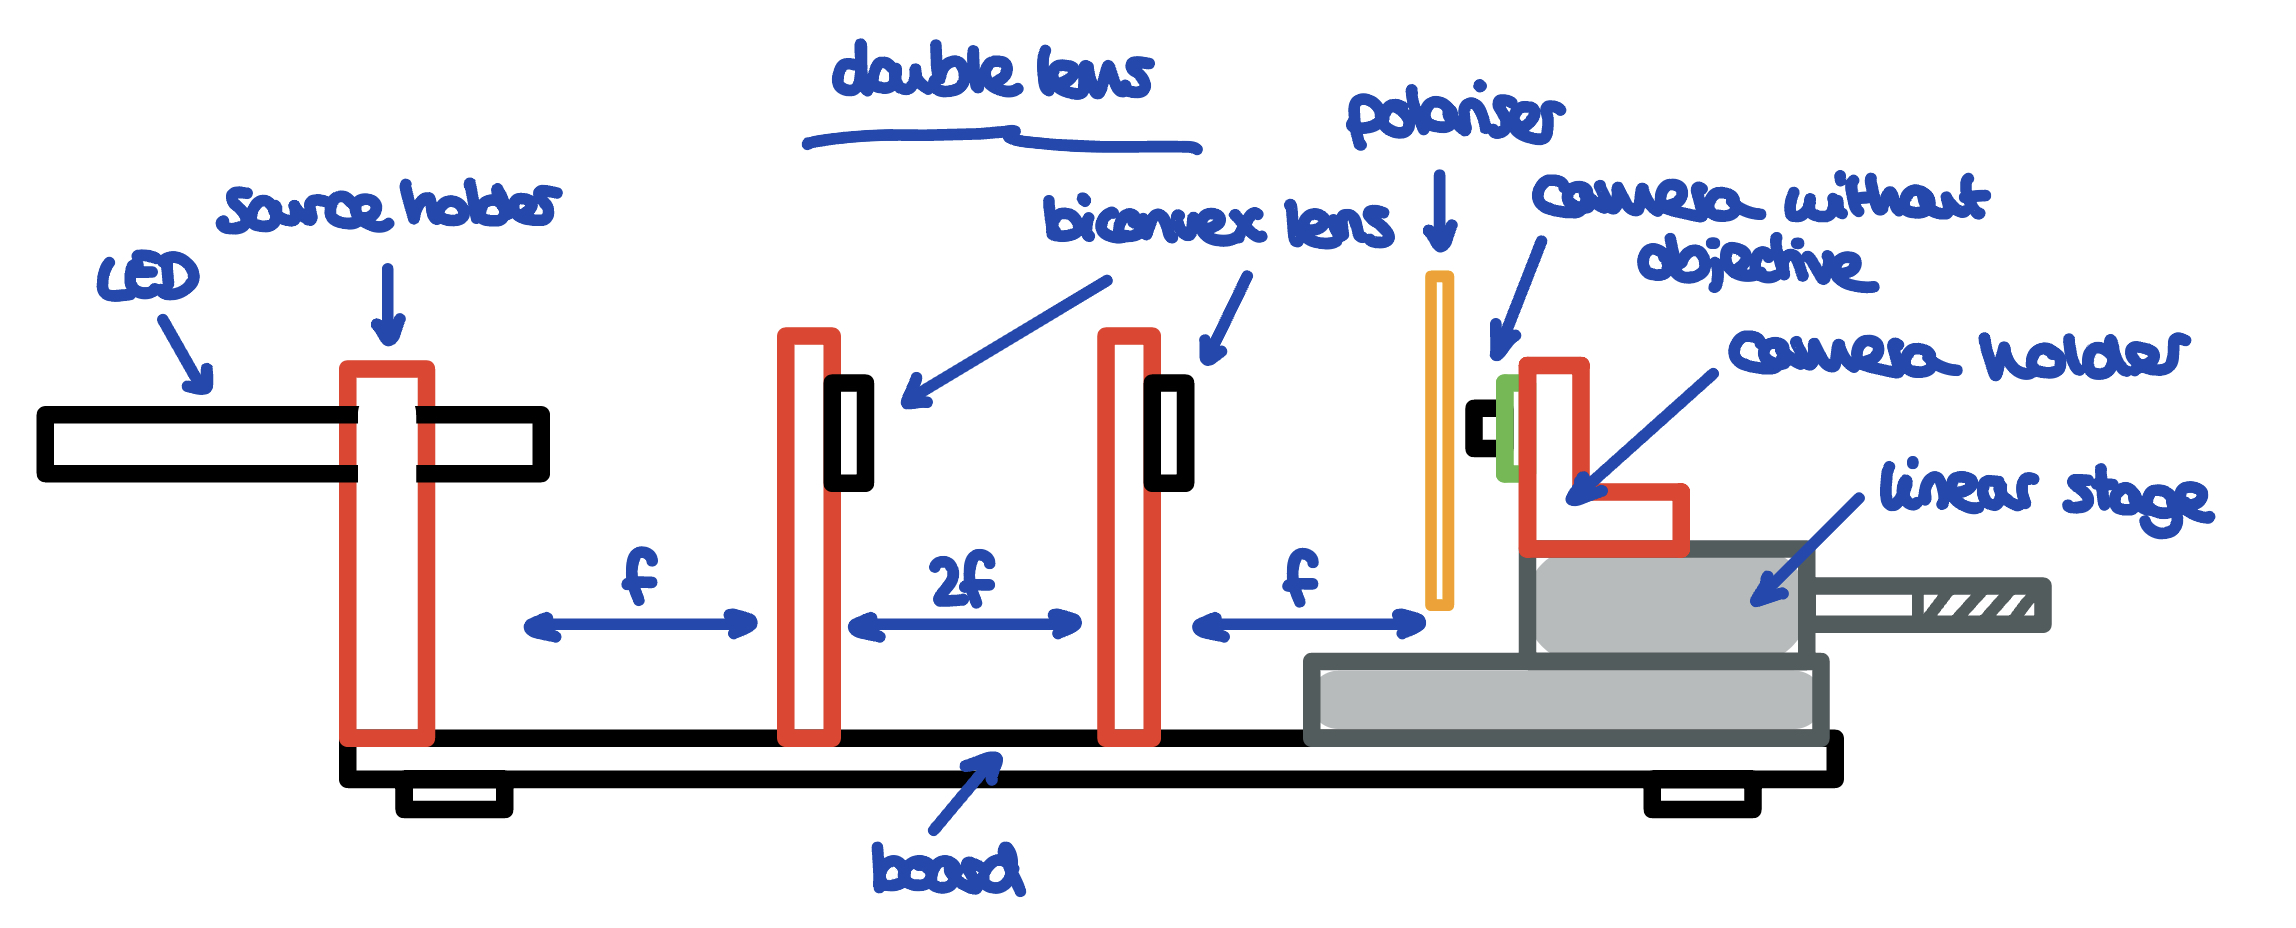 double lens
polariser
source holder
camera without
objective
biconvex lens
LED
camera holder
linear stage
f
2f
f
board